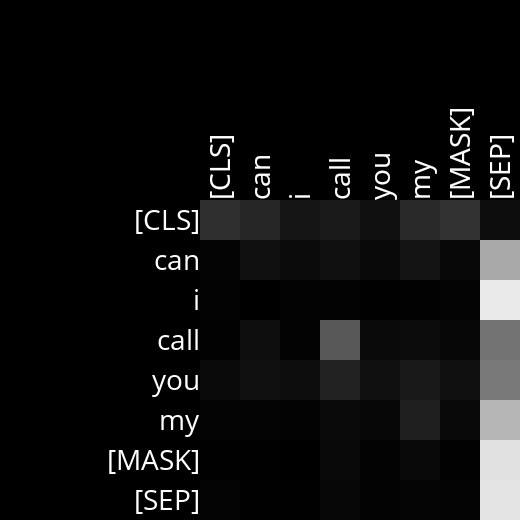 [CLS] can i call you my [MASK] [SEP]
[CLS]
can
i
call
you
my
[MASK]
[SEP]